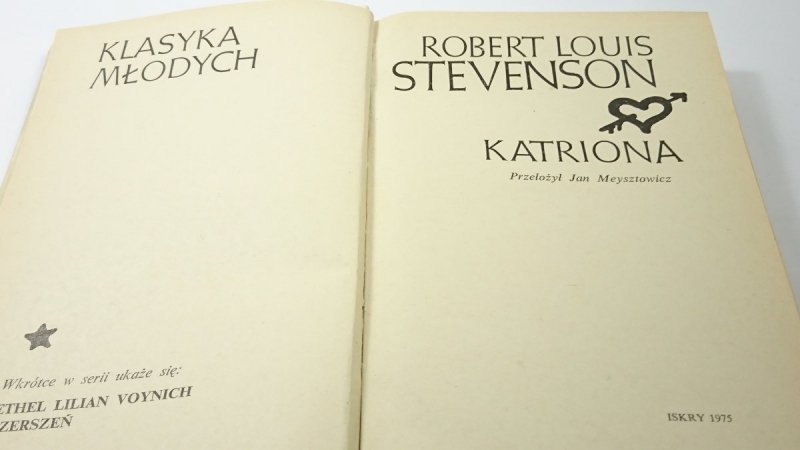 KLASYKA
MŁODYCH
Wkrótce w serii ukaże się:
ETHEL LILIAN VOYNICH
ZERSZEŃ
ROBERT LOUIS
STEVENSON
KATRIONA
Przełożył Jan Meysztowicz
ISKRY 1975